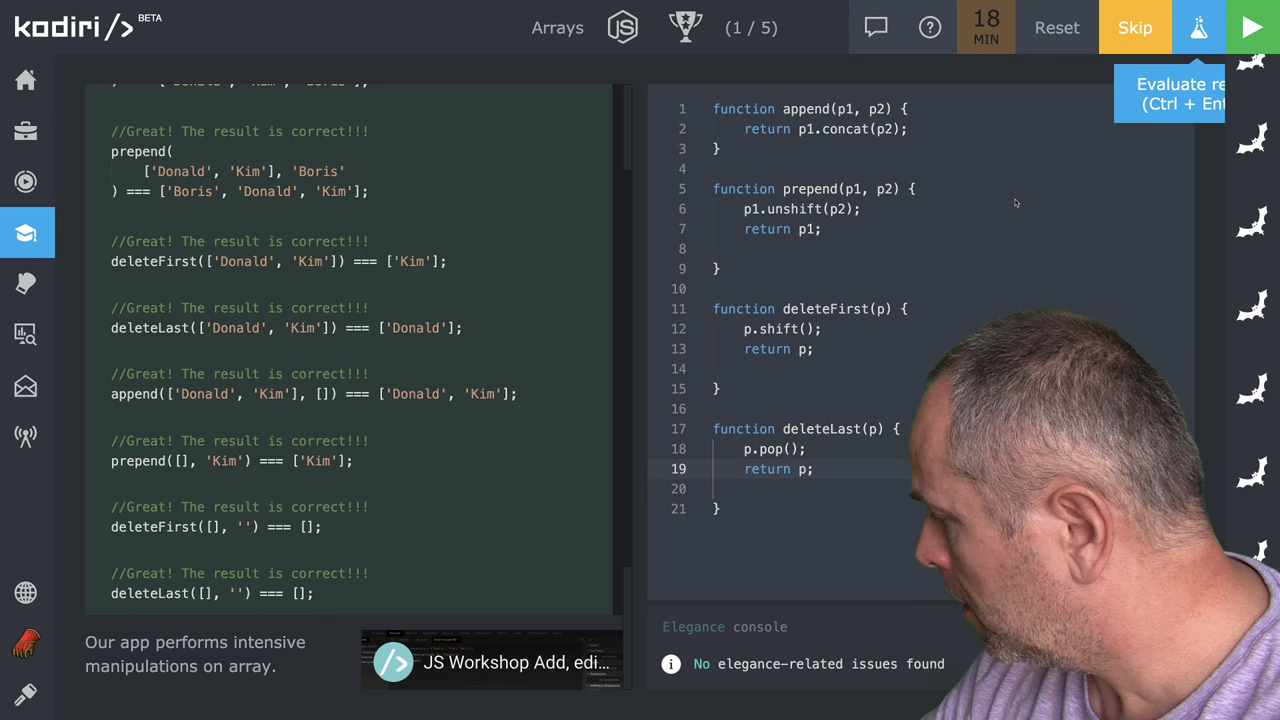 kodiri/> BETA
Arrays
JS
(1 / 5)
18
MIN
Reset
Skip
Evaluate re
(Ctrl + Ent
) === ['Donald', 'Kim', 'Boris'];
//Great! The result is correct!!!
prepend(
['Donald', 'Kim'], 'Boris'
) === ['Boris', 'Donald', 'Kim'];
//Great! The result is correct!!!
deleteFirst(['Donald', 'Kim']) === ['Kim'];
//Great! The result is correct!!!
deleteLast(['Donald', 'Kim']) === ['Donald'];
//Great! The result is correct!!!
append(['Donald', 'Kim'], []) === ['Donald', 'Kim'];
//Great! The result is correct!!!
prepend([], 'Kim') === ['Kim'];
//Great! The result is correct!!!
deleteFirst([], '') === [];
//Great! The result is correct!!!
deleteLast([], '') === [];
Our app performs intensive
manipulations on array.
</> JS Workshop Add, edi...
1 function append(p1, p2) {
2 return p1.concat(p2);
3 }
4
5 function prepend(p1, p2) {
6 p1.unshift(p2);
7 return p1;
8
9 }
10
11 function deleteFirst(p) {
12 p.shift();
13 return p;
14
15 }
16
17 function deleteLast(p) {
18 p.pop();
19 return p;
20
21 }
Elegance console
No elegance-related issues found